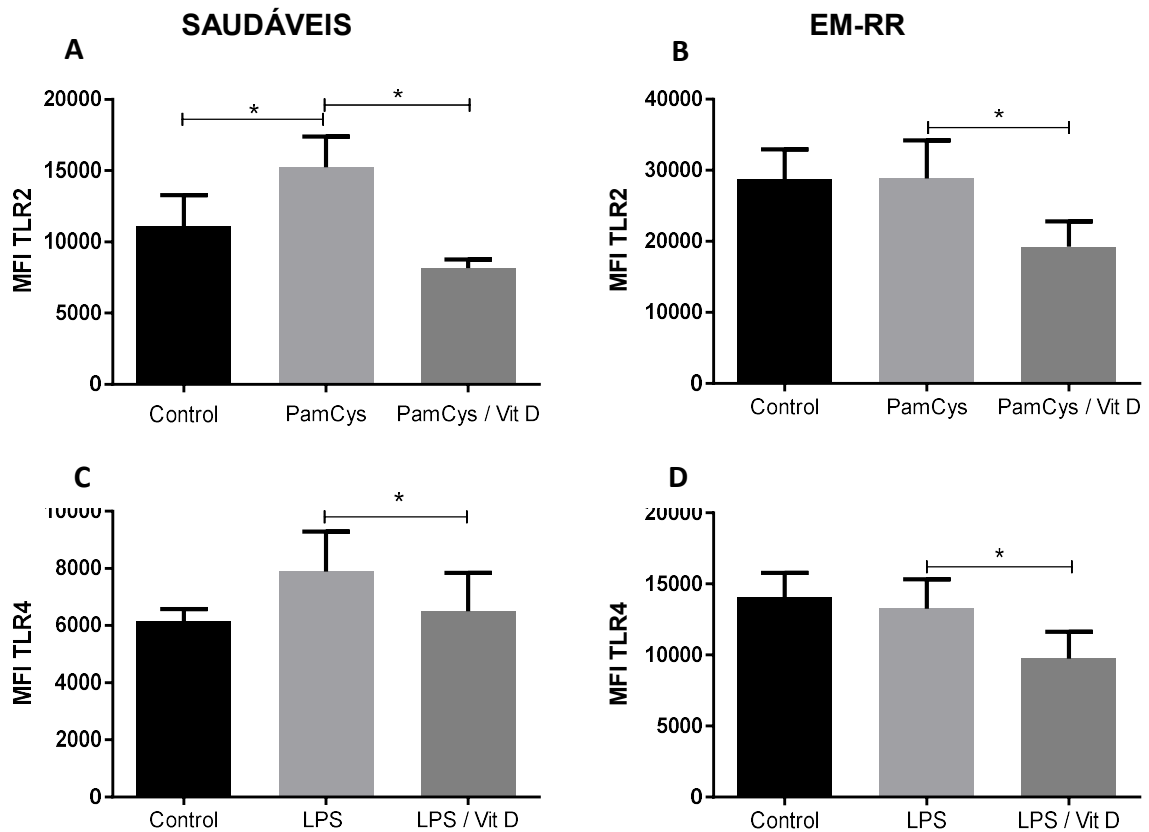 SAUDÁVEIS
EM-RR
A
20000
15000
10000
5000
0
MFI TLR2
*
*
Control
PamCys
PamCys / Vit D
B
40000
30000
20000
10000
0
MFI TLR2
*
Control
PamCys
PamCys / Vit D
C
10000
8000
6000
4000
2000
0
MFI TLR4
*
Control
LPS
LPS / Vit D
D
20000
15000
10000
5000
0
MFI TLR4
*
Control
LPS
LPS / Vit D